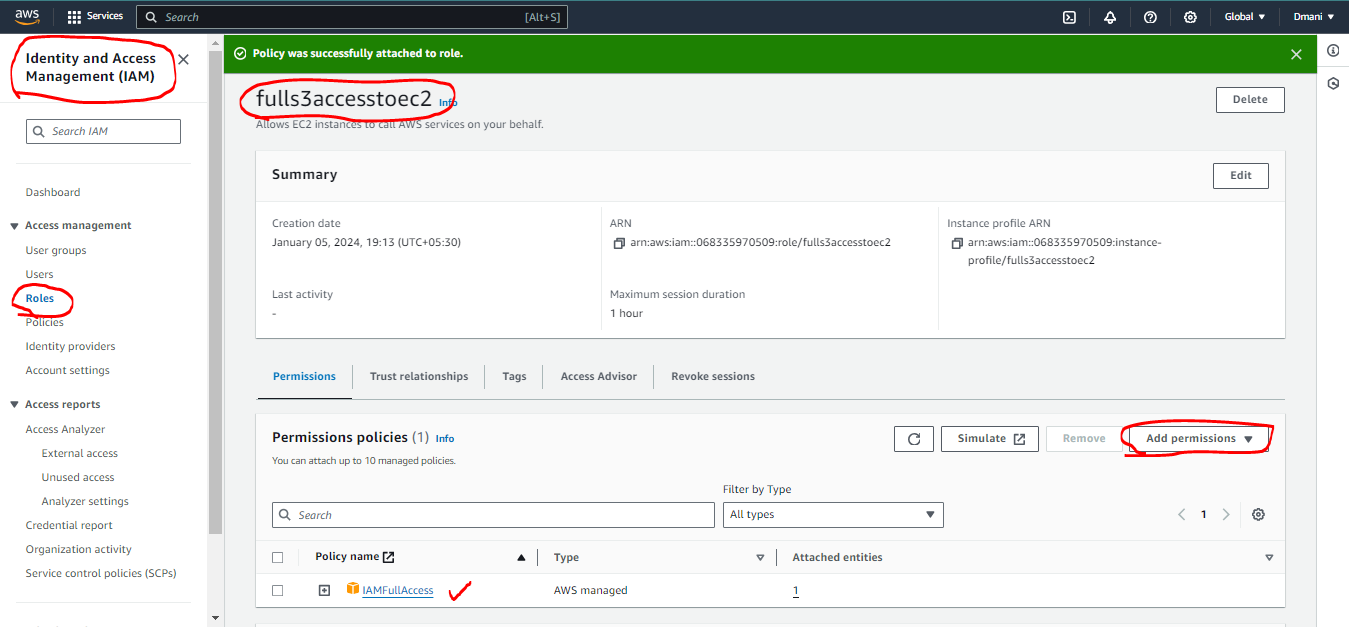 aws
Services
Search
[Alt+S]
Global
Dmani
Identity and Access
Management (IAM)
Search IAM
Dashboard
Access management
User groups
Users
Roles
Policies
Identity providers
Account settings
Access reports
Access Analyzer
External access
Unused access
Analyzer settings
Credential report
Organization activity
Service control policies (SCPs)
Policy was successfully attached to role.
fulls3accesstoec2 Info
Allows EC2 instances to call AWS services on your behalf.
Delete
Summary
Edit
Creation date
January 05, 2024, 19:13 (UTC+05:30)
ARN
arn:aws:iam::068335970509:role/fulls3accesstoec2
Instance profile ARN
arn:aws:iam::068335970509:instance-
profile/fulls3accesstoec2
Last activity
-
Maximum session duration
1 hour
Permissions
Trust relationships
Tags
Access Advisor
Revoke sessions
Permissions policies (1) Info
You can attach up to 10 managed policies.
Simulate
Remove
Add permissions
Filter by Type
Search
All types
1
Policy name
Type
Attached entities
IAMFullAccess
AWS managed
1